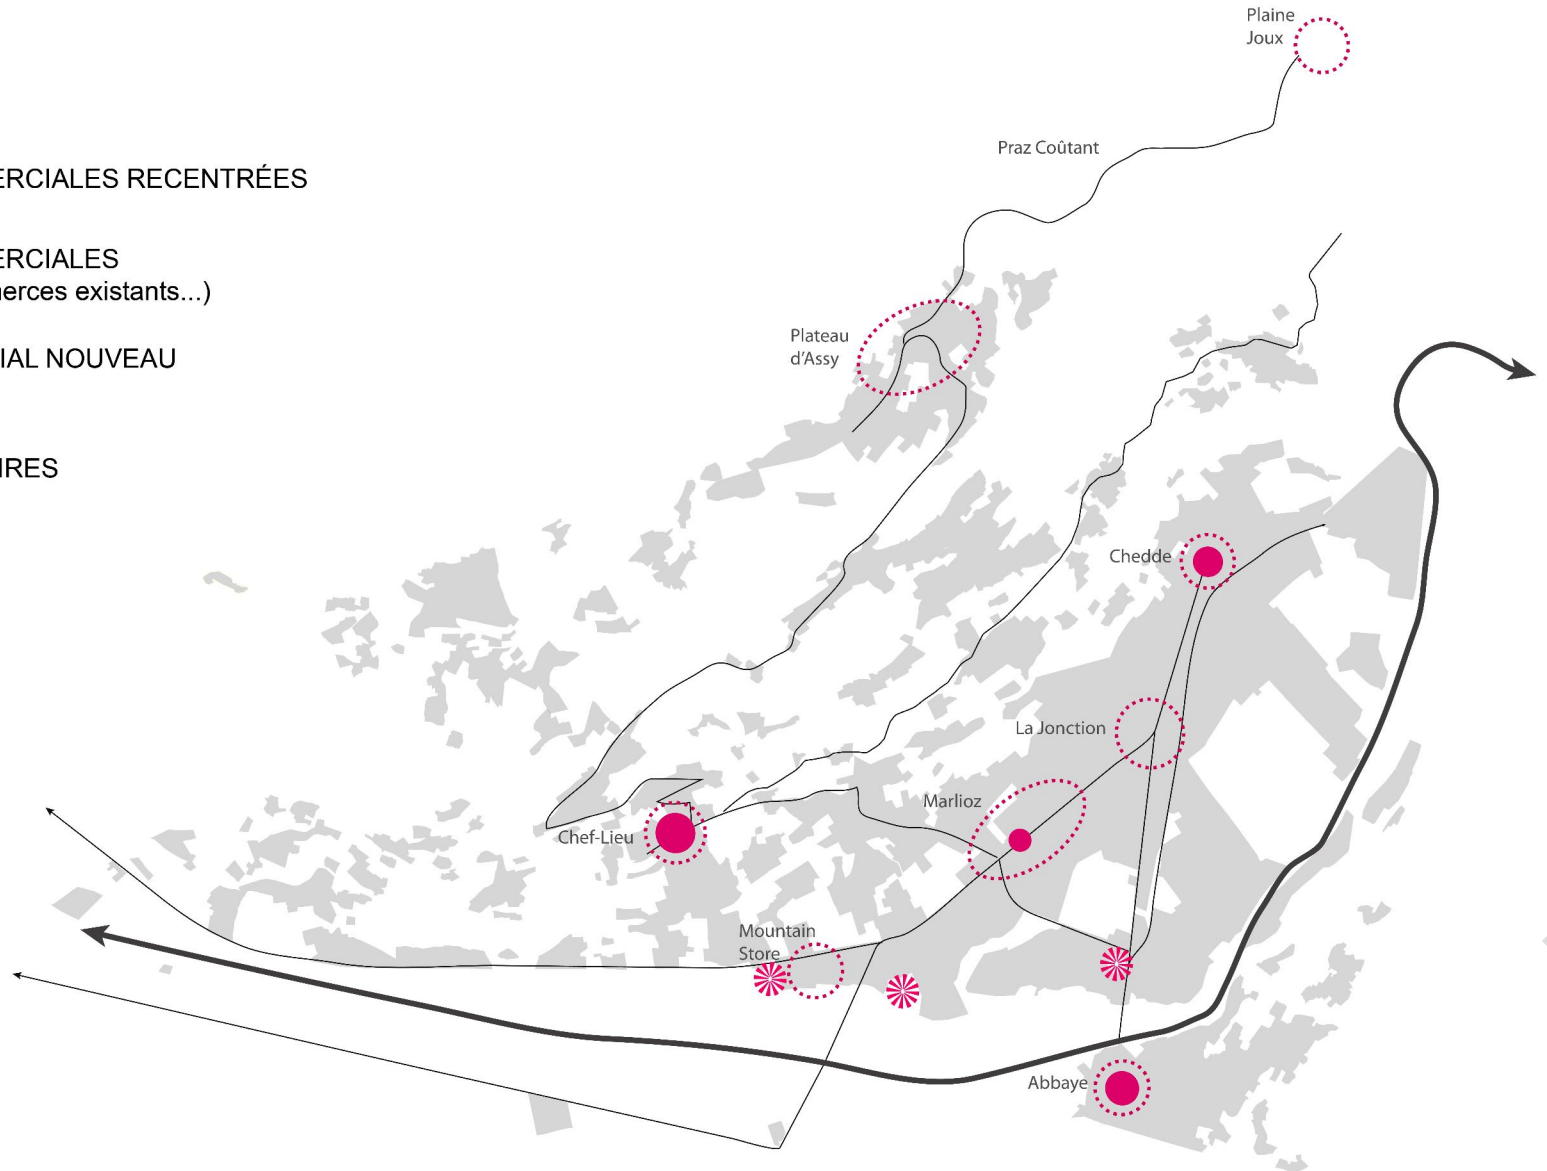 Plaine
Joux
Praz Coûtant
ERCIALES RECENTRÉES
ERCIALES
erces existants...)
IAL NOUVEAU
IRES
Plateau
d'Assy
Chedde
La Jonction
Marlioz
Chef-Lieu
Mountain
Store
Abbaye